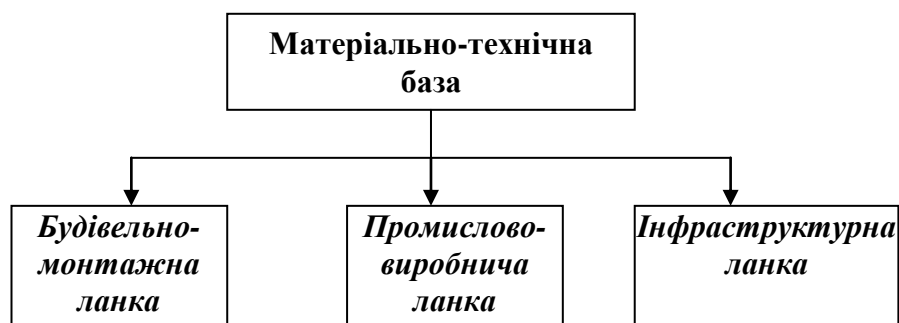 Матеріально-технічна
база
Будівельно-
монтажна
ланка
Промислово-
виробнича
ланка
Інфраструктурна
ланка